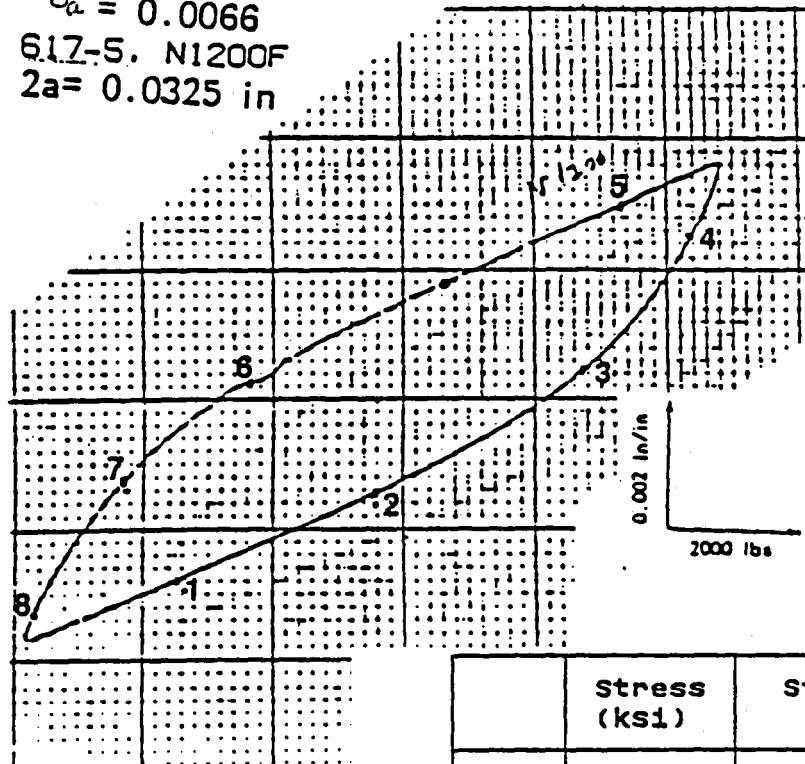 = 0.0066
617-5. N1200F
2a= 0.0325 in
5
4
6
3
7
2
0.002 In/in
2000 lbs
1
8
Stress
(ksi)